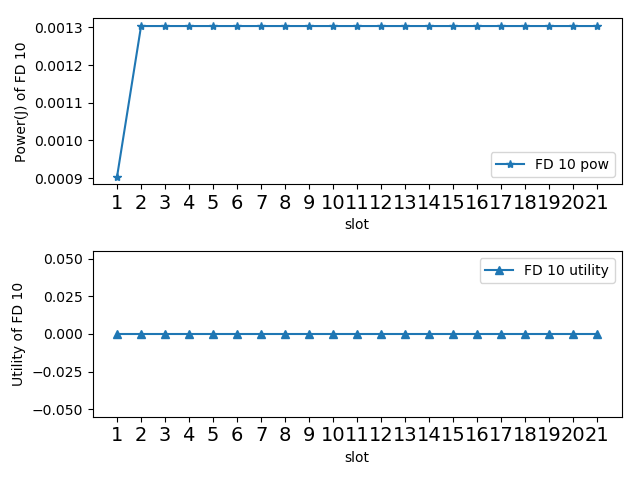 Power(J) of FD 10
0.0013
0.0012
0.0011
0.0010
0.0009
FD 10 pow
1 2 3 4 5 6 7 8 9 10 11 12 13 14 15 16 17 18 19 20 21
slot
Utility of FD 10
0.050
0.025
0.000
−0.025
−0.050
FD 10 utility
1 2 3 4 5 6 7 8 9 10 11 12 13 14 15 16 17 18 19 20 21
slot